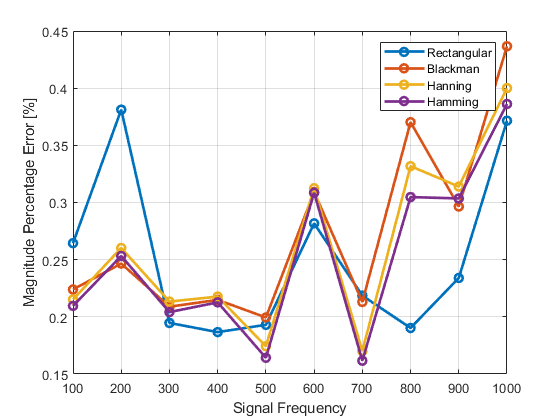 0.45
0.4
0.35
0.3
0.25
0.2
0.15
Magnitude Percentage Error [%]
Rectangular
Blackman
Hanning
Hamming
100 200 300 400 500 600 700 800 900 1000
Signal Frequency